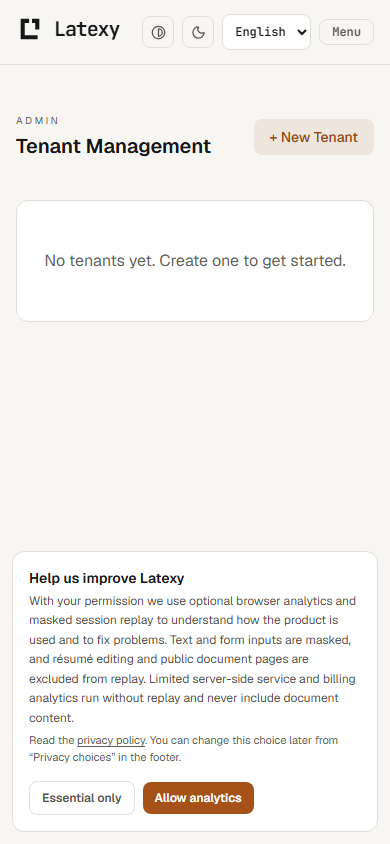 Latexy
English
Menu
ADMIN
Tenant Management
+ New Tenant
No tenants yet. Create one to get started.
Help us improve Latexy
With your permission we use optional browser analytics and
masked session replay to understand how the product is
used and to fix problems. Text and form inputs are masked,
and résumé editing and public document pages are
excluded from replay. Limited server-side service and billing
analytics run without replay and never include document
content.
Read the privacy policy. You can change this choice later from
“Privacy choices” in the footer.
Essential only
Allow analytics